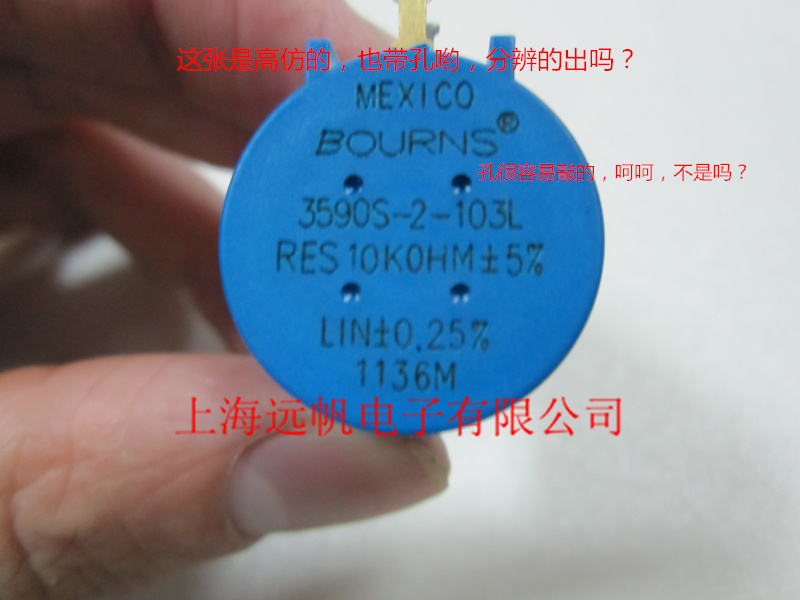 这张是高仿的，也带孔哟，分辨的出吗？
MEXICO
BOURNS®
孔很容易敲的，呵呵，不是吗？
3590S-2-103L
RES 10KOHM±5%
LIN±0.25%
1136M
上海远帆电子有限公司